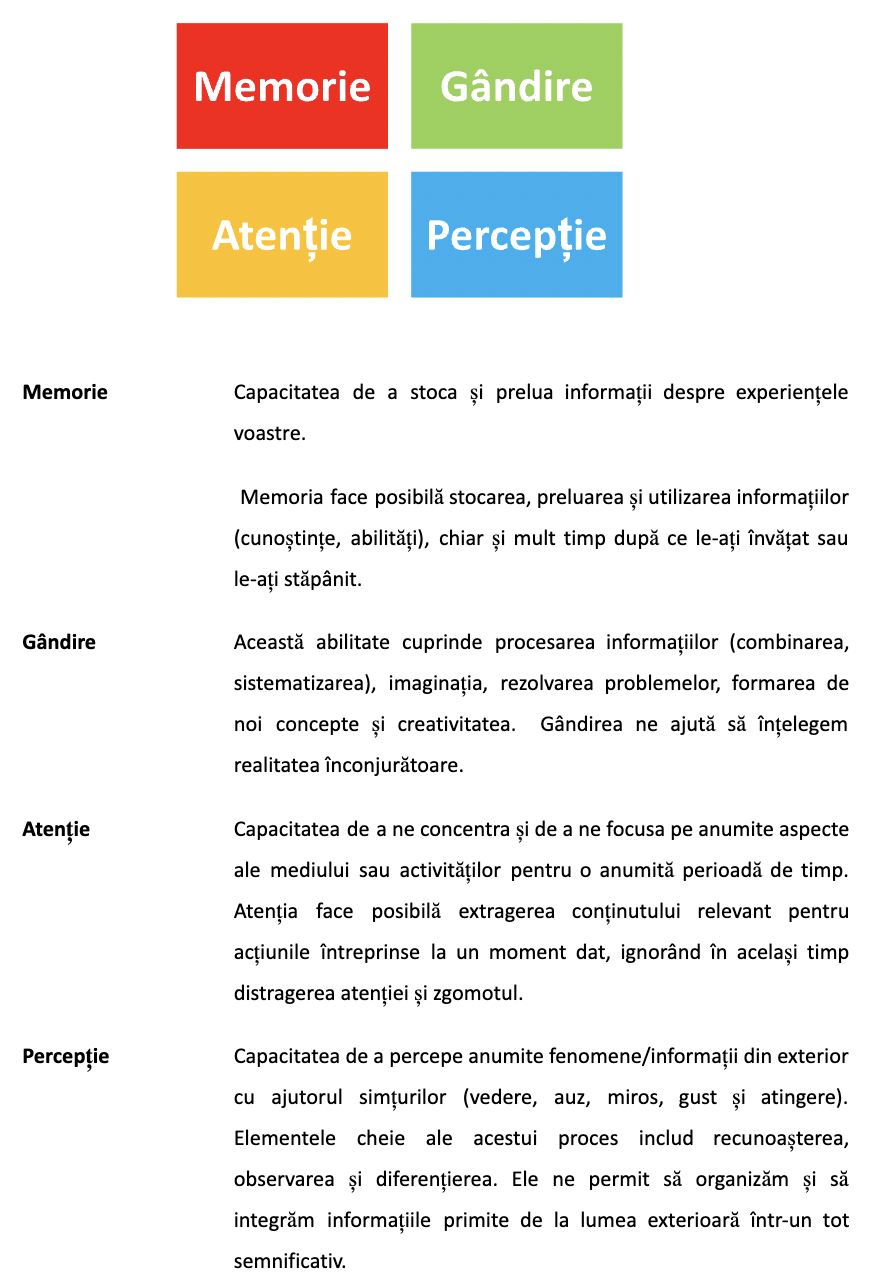 Memorie
Gândire
Atenție
Percepție
Memorie
Capacitatea de a stoca și prelua informații despre experiențele
voastre.
Memoria face posibilă stocarea, preluarea și utilizarea informațiilor
(cunoștințe, abilități), chiar și mult timp după ce le-ați învățat sau
le-ați stăpânit.
Gândire
Această abilitate cuprinde procesarea informațiilor (combinarea,
sistematizarea), imaginația, rezolvarea problemelor, formarea de
noi concepte și creativitatea. Gândirea ne ajută să înțelegem
realitatea înconjurătoare.
Atenție
Capacitatea de a ne concentra și de a ne focusa pe anumite aspecte
ale mediului sau activităților pentru o anumită perioadă de timp.
Atenția face posibilă extragerea conținutului relevant pentru
acțiunile întreprinse la un moment dat, ignorând în același timp
distragerea atenției și zgomotul.
Percepție
Capacitatea de a percepe anumite fenomene/informații din exterior
cu ajutorul simțurilor (vedere, auz, miros, gust și atingere).
Elementele cheie ale acestui proces includ recunoașterea,
observarea și diferențierea. Ele ne permit să organizăm și să
integrăm informațiile primite de la lumea exterioară într-un tot
semnificativ.